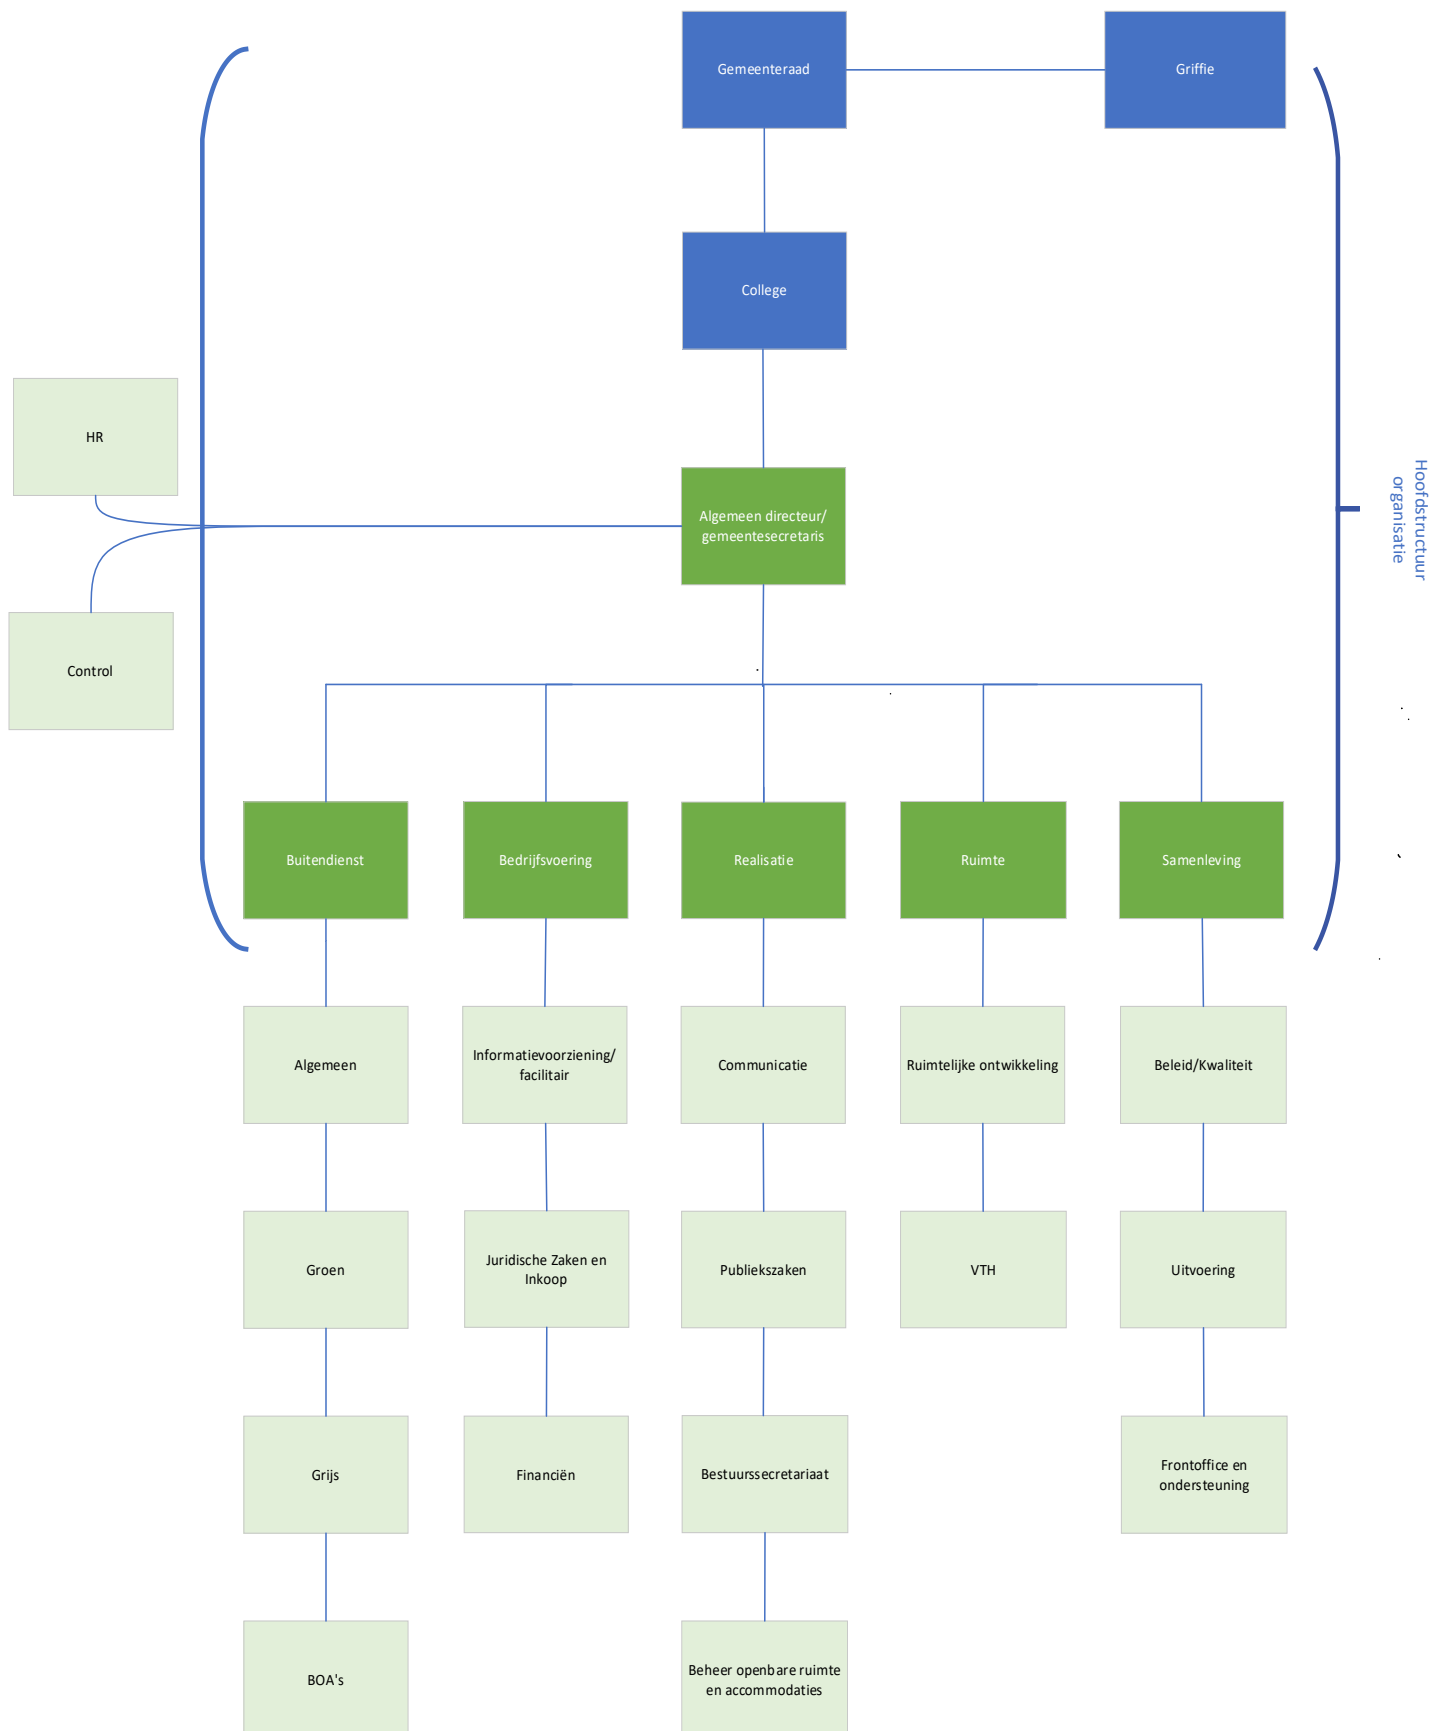 Gemeenteraad
Griffie
College
HR
Algemeen directeur/
gemeentesecretaris
Hoofdstructuur
organisatie
Control
Buitendienst
Bedrijfsvoering
Realisatie
Ruimte
Samenleving
Algemeen
Informatievoorziening/
facilitair
Communicatie
Ruimtelijke ontwikkeling
Beleid/Kwaliteit
Groen
Juridische Zaken en
Inkoop
Publiekszaken
VTH
Uitvoering
Grijs
Financiën
Bestuurssecretariaat
Frontoffice en
ondersteuning
BOA's
Beheer openbare ruimte
en accommodaties